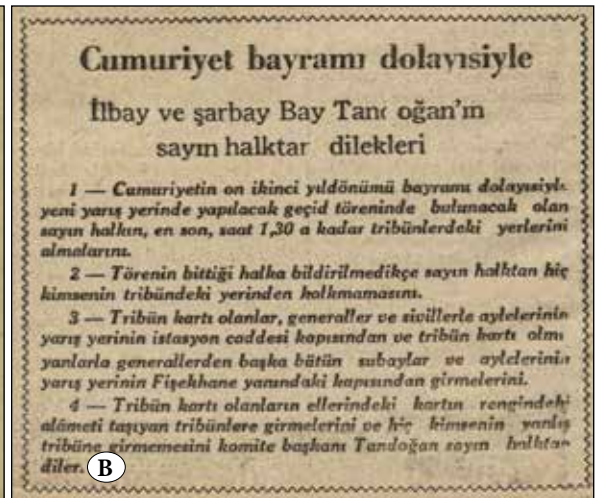 Cumuriyet bayramı dolayısiyle
İlbay ve şarbay Bay Tandoğan'ın
sayın halktan dilekleri
1 — Cumuriyetin on ikinci yıldönümü bayramı dolayısiyle
yeni yarış yerinde yapılacak geçid töreninde bulunacak olan
sayın halkın, en son, saat 1,30 a kadar tribünlerdeki yerlerini
almalarını.
2 — Törenin bittiği halka bildirilmedikçe sayın halktan hiç
kimsenin tribündeki yerinden kalkmamasını.
3 — Tribün kartı olanlar, generaller ve sivillerle aylelerinin
yarış yerinin istasyon caddesi kapısından ve tribün kartı olmı
yanlarla generallerden başka bütün subaylar ve aylelerinin
yarış yerinin Fişekhane yanındaki kapısından girmelerini.
4 — Tribün kartı olanların ellerindeki kartın rengindeki
alâmeti taşıyan tribünlere girmelerini ve hiç kimsenin yanlış
tribüne girmemesini komite başkanı Tandoğan sayın halktan
diler.
B